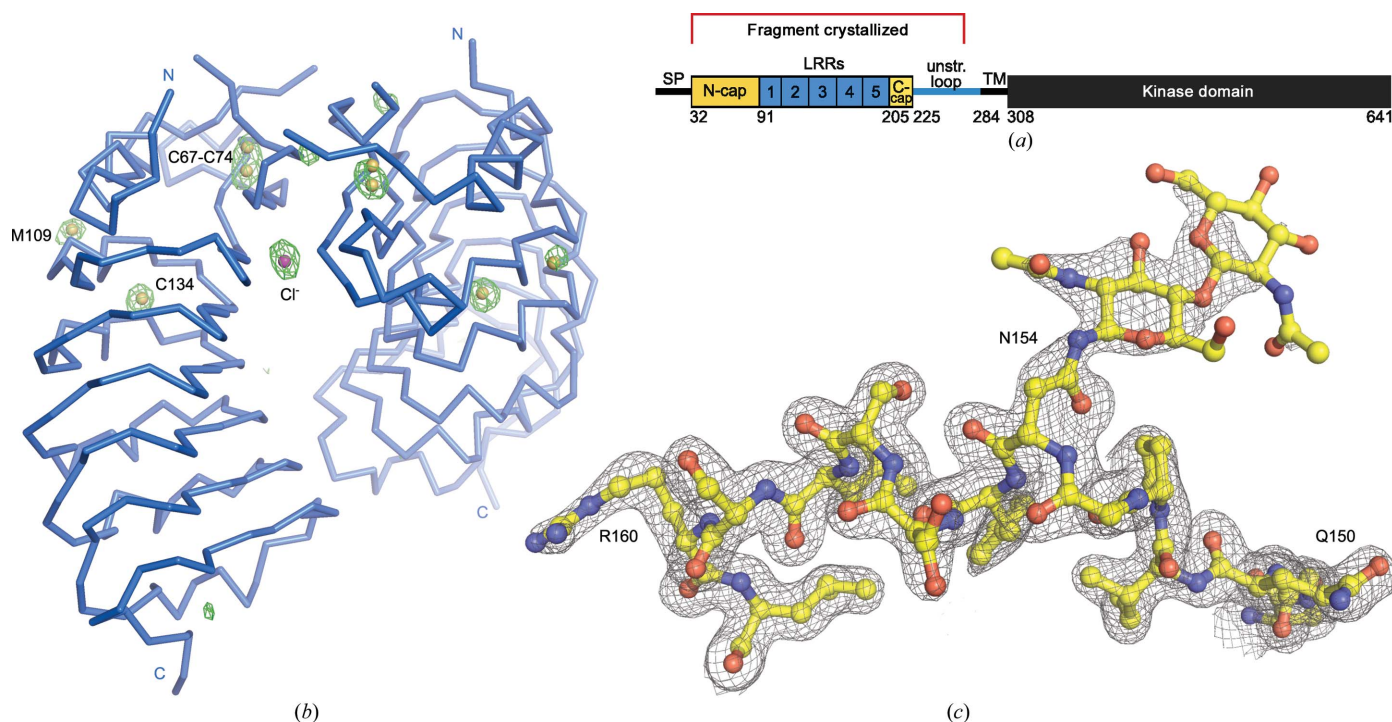 Fragment crystallized
LRRs
unstr.
loop
SP
TM
N-cap
1 2 3 4 5
C-
cap
Kinase domain
32 91 205 225 284 308 641
(a)
N
N
C67-C74
M109
C134
Cl-
C
C
(b)
N154
R160
Q150
(c)